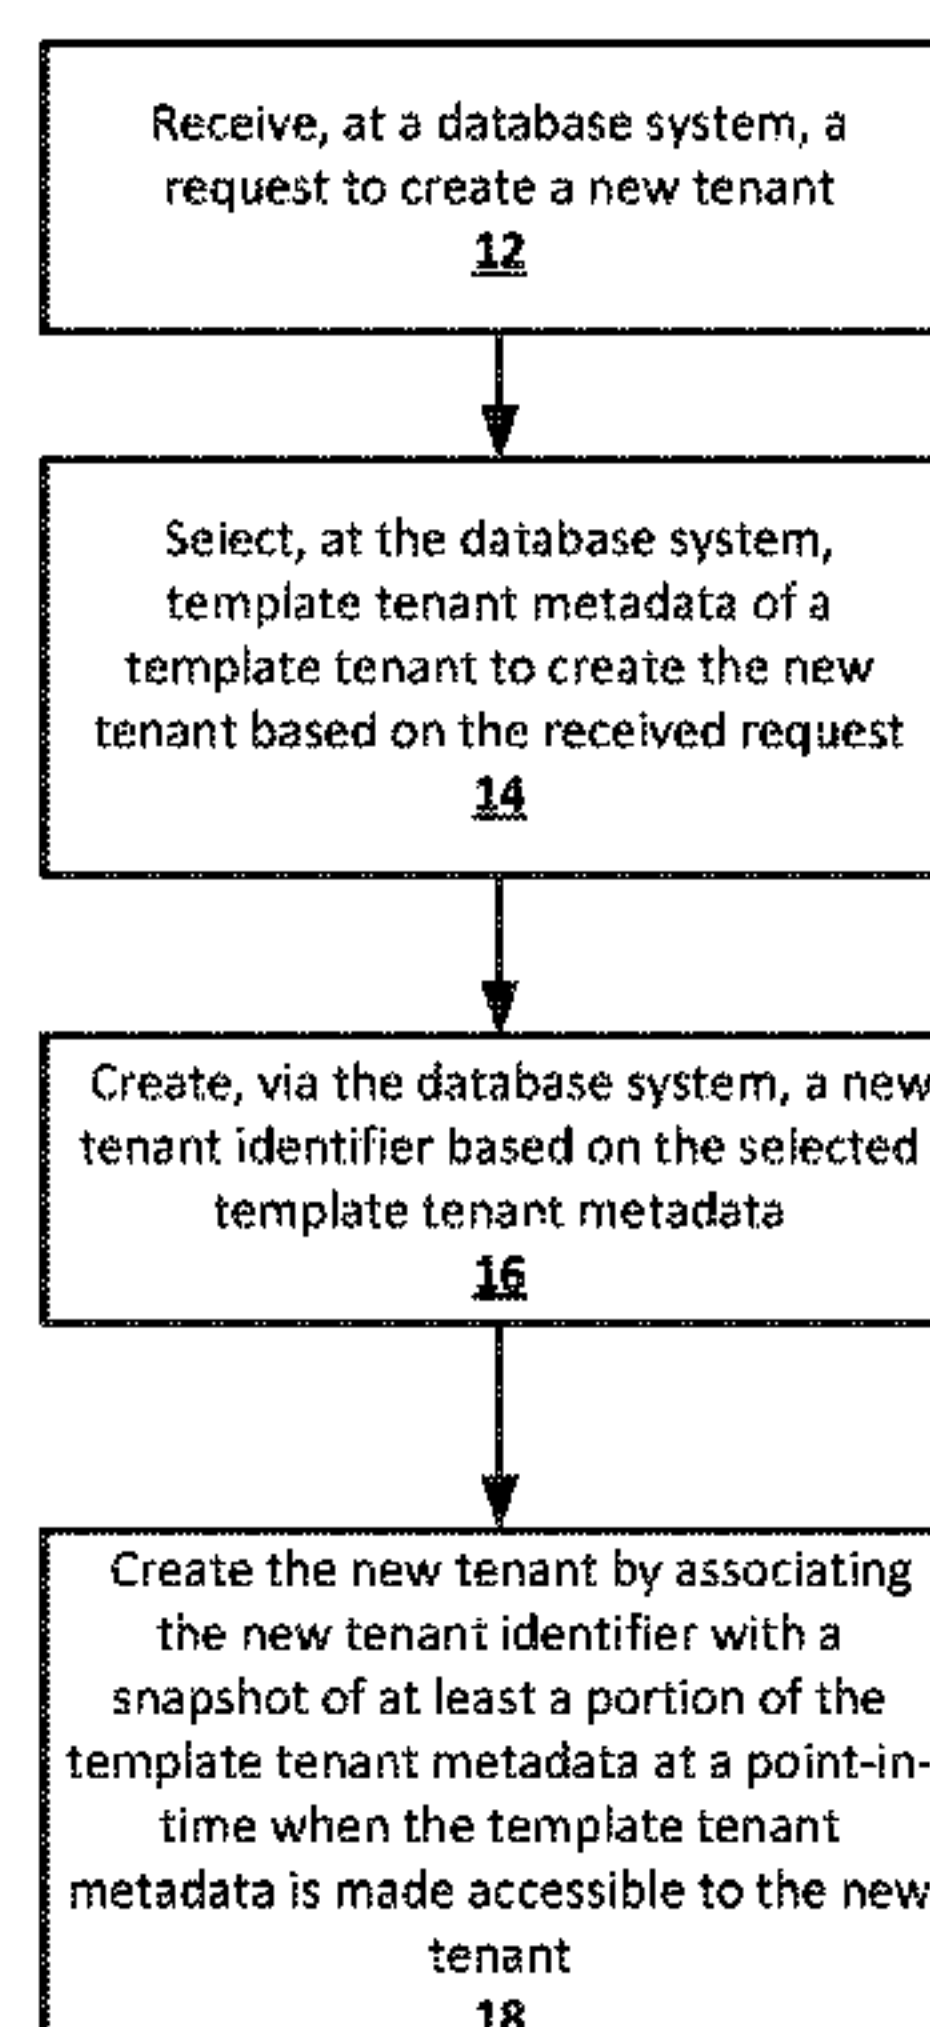 Receive, at a database system, a
request to create a new tenant
12
Select, at the database system,
template tenant metadata of a
template tenant to create the new
tenant based on the received request
14
Create, via the database system, a new
tenant identifier based on the selected
template tenant metadata
16
Create the new tenant by associating
the new tenant identifier with a
snapshot of at least a portion of the
template tenant metadata at a point-in-
time when the template tenant
metadata is made accessible to the new
tenant
18